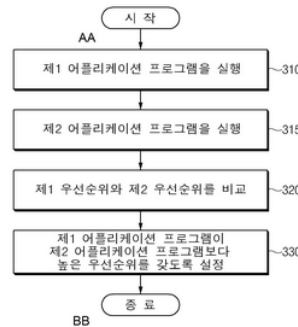 시 작
AA
제1 어플리케이션 프로그램을 실행
310
제2 어플리케이션 프로그램을 실행
315
제1 우선순위와 제2 우선순위를 비교
320
제1 어플리케이션 프로그램이
제2 어플리케이션 프로그램보다
높은 우선순위를 갖도록 설정
330
종 료
BB